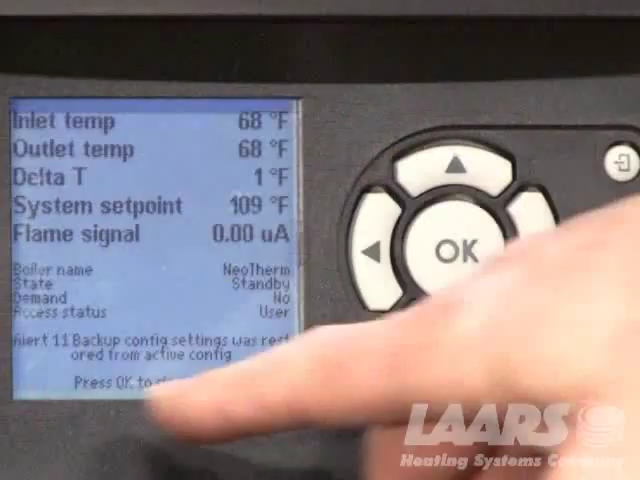 Inlet temp 68 °F
Outlet temp 68 °F
Delta T 1 °F
System setpoint 109 °F
Flame signal 0.00 uA
Boiler name NeoTherm
State Standby
Demand No
Access status User
Alert 11 Backup config settings was rest
ored from active config
Press OK to
OK
LAARS
Heating Systems Company